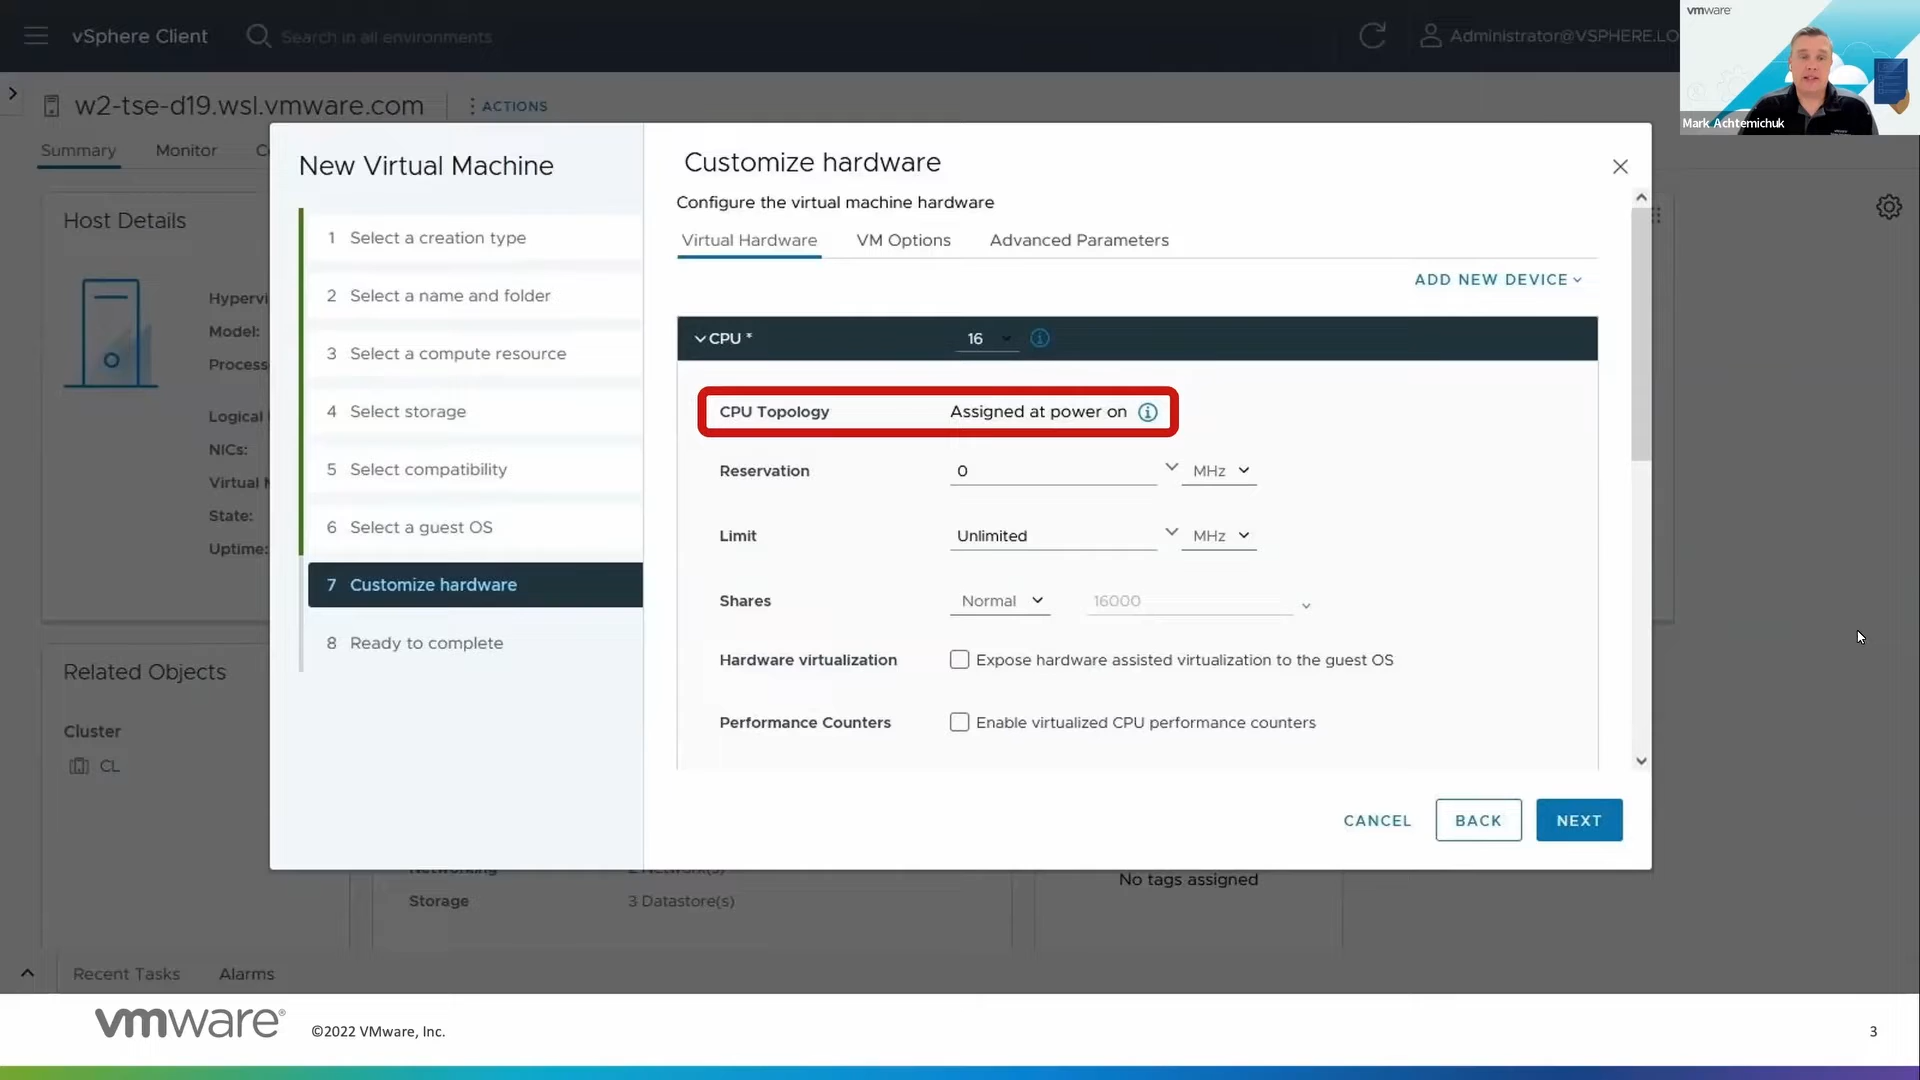 vSphere Client
Search in all environments
Administrator@VSPHERE.LO
vmware
Mark Achtemichuk
w2-tse-d19.wsl.vmware.com
ACTIONS
Summary
Monitor
Host Details
Model:
NICs:
State:
Uptime:
Related Objects
Cluster
CL
New Virtual Machine
1 Select a creation type
2 Select a name and folder
3 Select a compute resource
4 Select storage
5 Select compatibility
6 Select a guest OS
7 Customize hardware
8 Ready to complete
Customize hardware
Configure the virtual machine hardware
Virtual Hardware
VM Options
Advanced Parameters
ADD NEW DEVICE
CPU *
16
CPU Topology
Assigned at power on
Reservation
0
MHz
Limit
Unlimited
MHz
Shares
Normal
16000
Hardware virtualization
Expose hardware assisted virtualization to the guest OS
Performance Counters
Enable virtualized CPU performance counters
CANCEL
BACK
NEXT
Storage
3 Datastore(s)
No tags assigned
Recent Tasks
Alarms
vmware®
©2022 VMware, Inc.
3